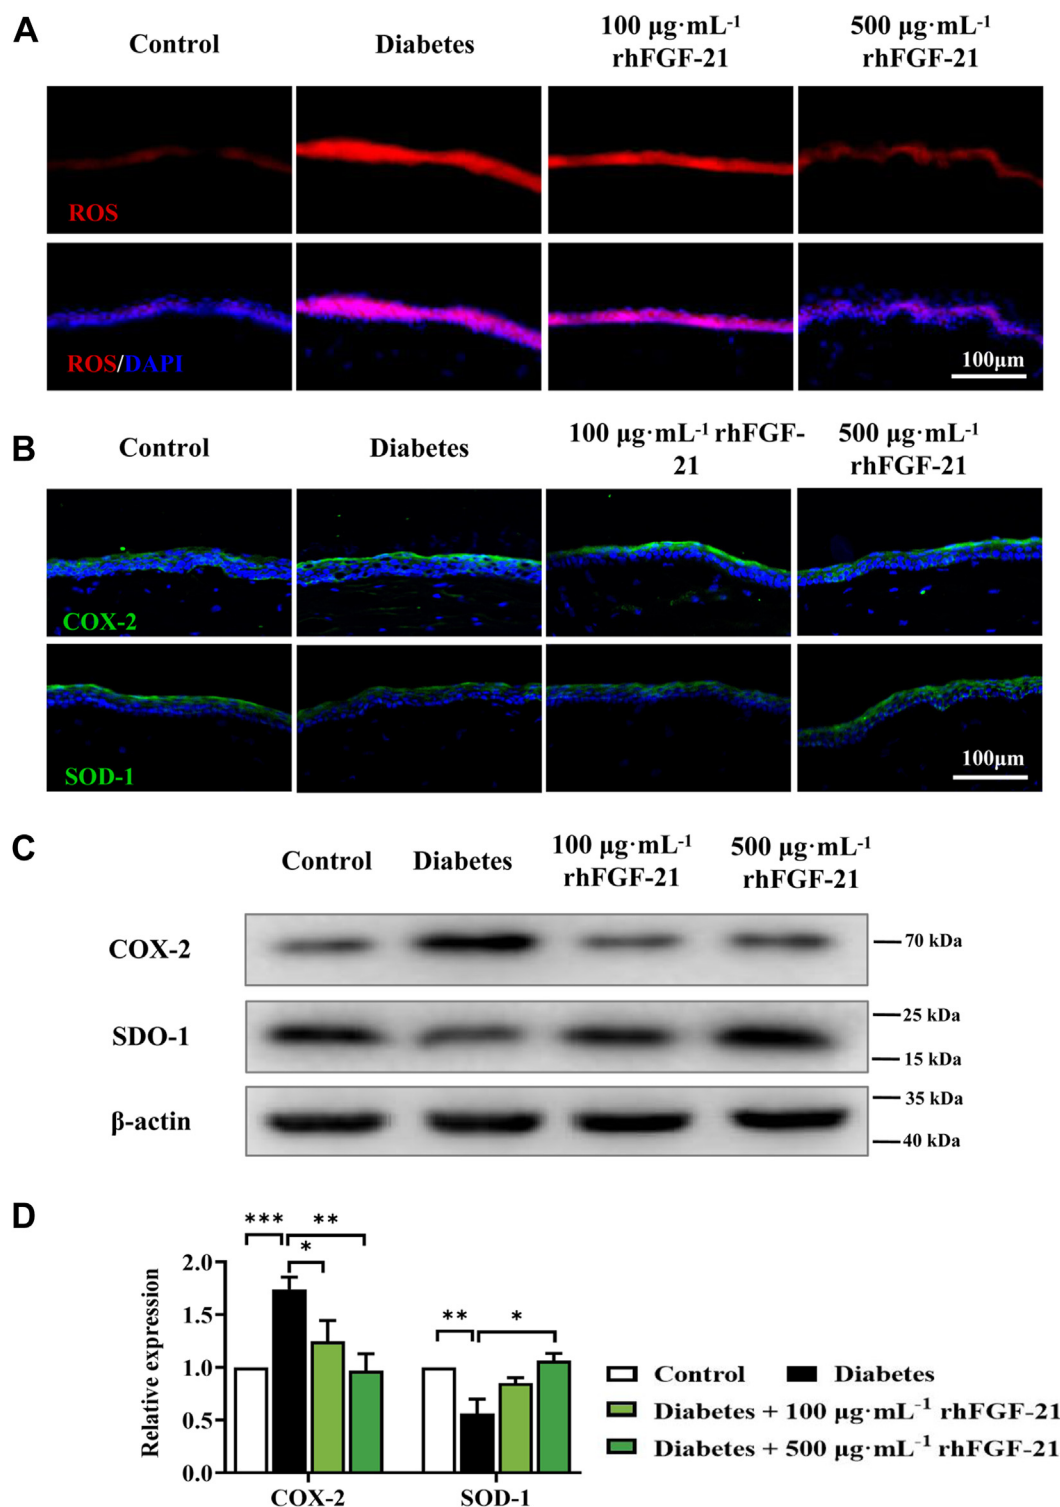 A
Control
Diabetes
100 μg·mL-1
rhFGF-21
500 μg·mL-1
rhFGF-21
ROS
ROS/DAPI
100μm
B
Control
Diabetes
100 μg·mL-1 rhFGF-
21
500 μg·mL-1
rhFGF-21
COX-2
SOD-1
100μm
C
Control
Diabetes
100 μg·mL-1
rhFGF-21
500 μg·mL-1
rhFGF-21
COX-2
70 kDa
SDO-1
25 kDa
15 kDa
β-actin
35 kDa
40 kDa
D
*** **
*
** *
Relative expression
2.0
1.5
1.0
0.5
0.0
COX-2
SOD-1
Control
Diabetes
Diabetes + 100 μg·mL-1 rhFGF-21
Diabetes + 500 μg·mL-1 rhFGF-21